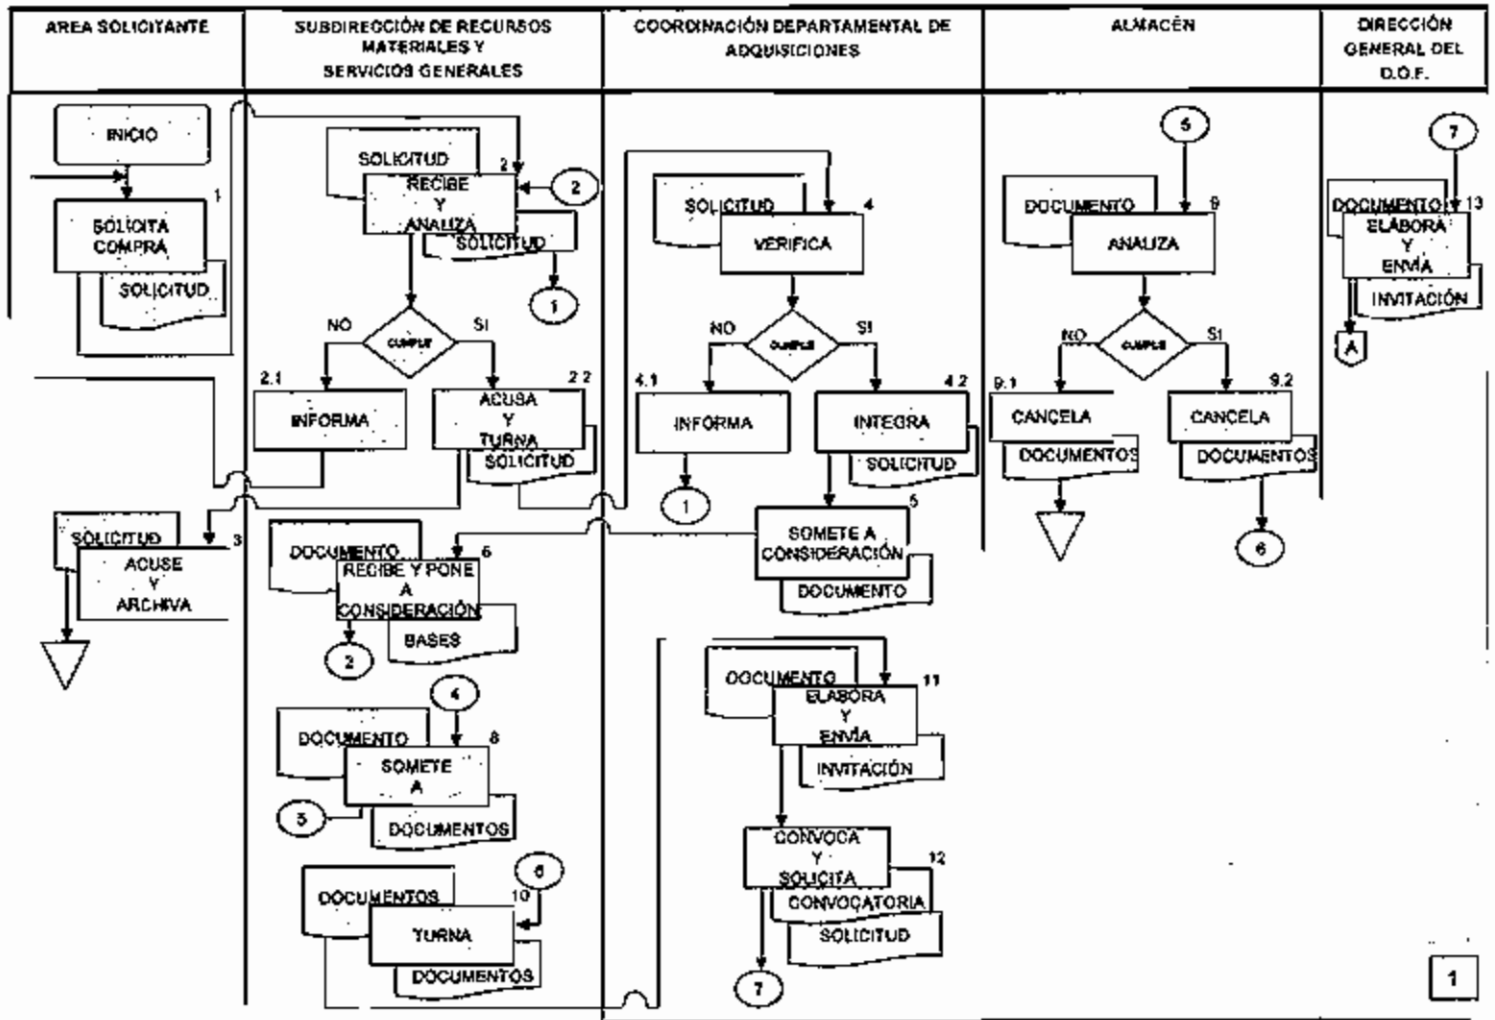 AREA SOLICITANTE
SUBDIRECCIÓN DE RECURSOS
MATERIALES Y
SERVICIOS GENERALES
COORDINACIÓN DEPARTAMENTAL DE
ADQUISICIONES
ALMACÉN
DIRECCIÓN
GENERAL DEL
D.O.F.
INICIO
1
SOLICITA
COMPRA
SOLICITUD
SOLICITUD
3
ACUSE
Y
ARCHIVA
SOLICITUD
2
RECIBE
Y
ANALIZA
SOLICITUD
2
1
NO
SI
CUMPLE
2.1
INFORMA
2.2
ACUSA
Y
TURNA
SOLICITUD
DOCUMENTO
6
RECIBE Y PONE
A
CONSIDERACIÓN
BASES
2
4
DOCUMENTO
8
SOMETE
A
DOCUMENTOS
5
6
DOCUMENTOS
10
TURNA
DOCUMENTOS
SOLICITUD
4
VERIFICA
NO
SI
CUMPLE
4.1
INFORMA
1
4.2
INTEGRA
SOLICITUD
5
SOMETE A
CONSIDERACIÓN
DOCUMENTO
DOCUMENTO
11
ELABORA
Y
ENVÍA
INVITACIÓN
CONVOCA
Y
SOLICITA
12
CONVOCATORIA
SOLICITUD
7
5
DOCUMENTO
9
ANALIZA
NO
SI
CUMPLE
9.1
CANCELA
DOCUMENTOS
9.2
CANCELA
DOCUMENTOS
6
7
DOCUMENTO
13
ELABORA
Y
ENVÍA
INVITACIÓN
A
1